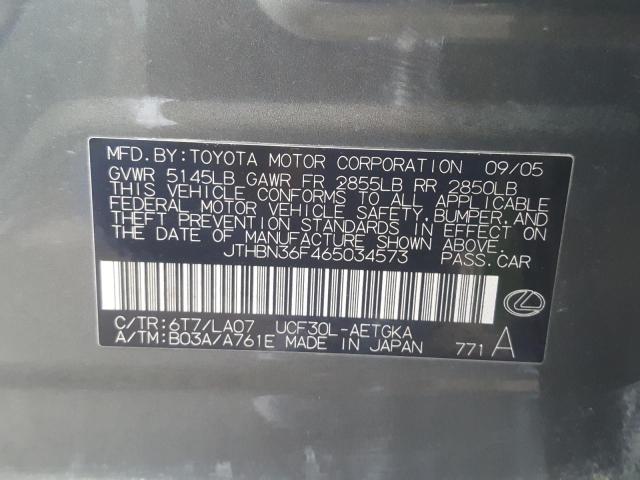 MFD. BY: TOYOTA MOTOR CORPORATION 09/05
GVWR 5145LB GAWR FR 2855LB RR 2850LB
THIS VEHICLE CONFORMS TO ALL APPLICABLE
FEDERAL MOTOR VEHICLE SAFETY, BUMPER, AND
THEFT PREVENTION STANDARDS IN EFFECT ON
THE DATE OF MANUFACTURE SHOWN ABOVE.
JTHBN36F465034573 PASS. CAR
C/TR: 6T7/LA07 UCF30L-AETGKA
A/TM: B03A/A761E MADE IN JAPAN 771 A